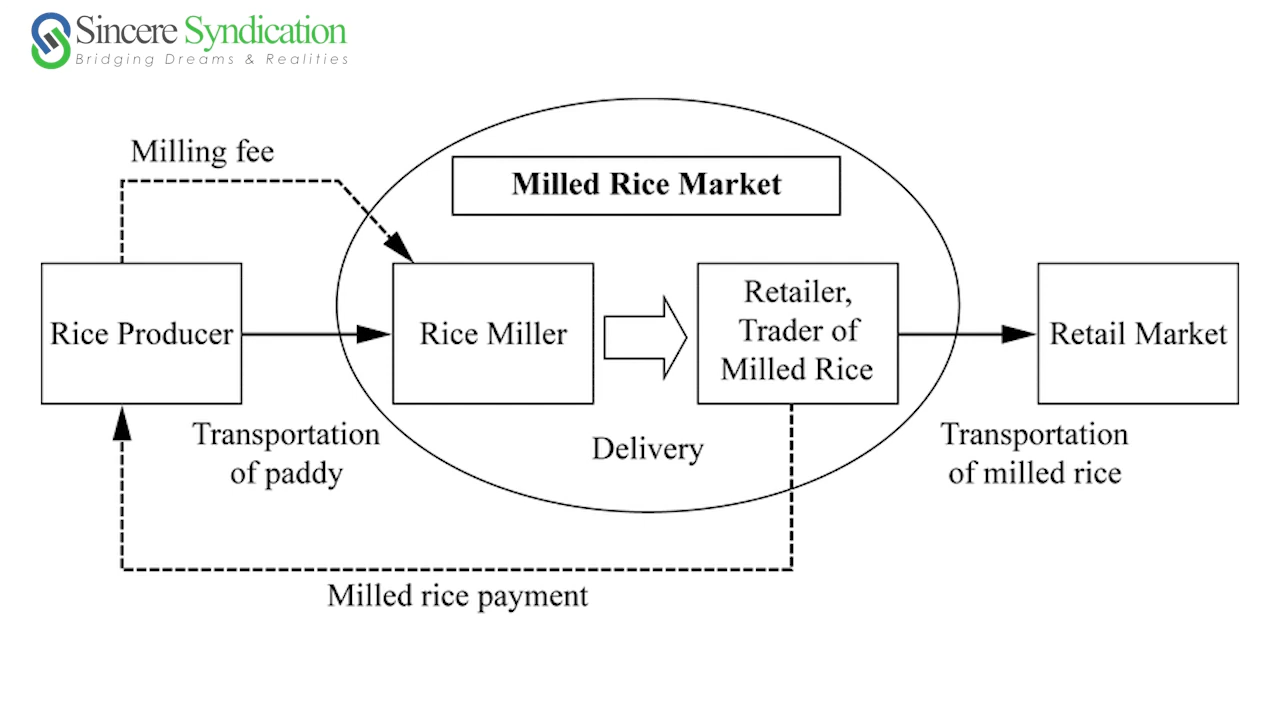 Sincere Syndication
Bridging Dreams & Realities
Milling fee
Milled Rice Market
Rice Producer
Rice Miller
Retailer,
Trader of
Milled Rice
Retail Market
Transportation
of paddy
Delivery
Transportation
of milled rice
Milled rice payment